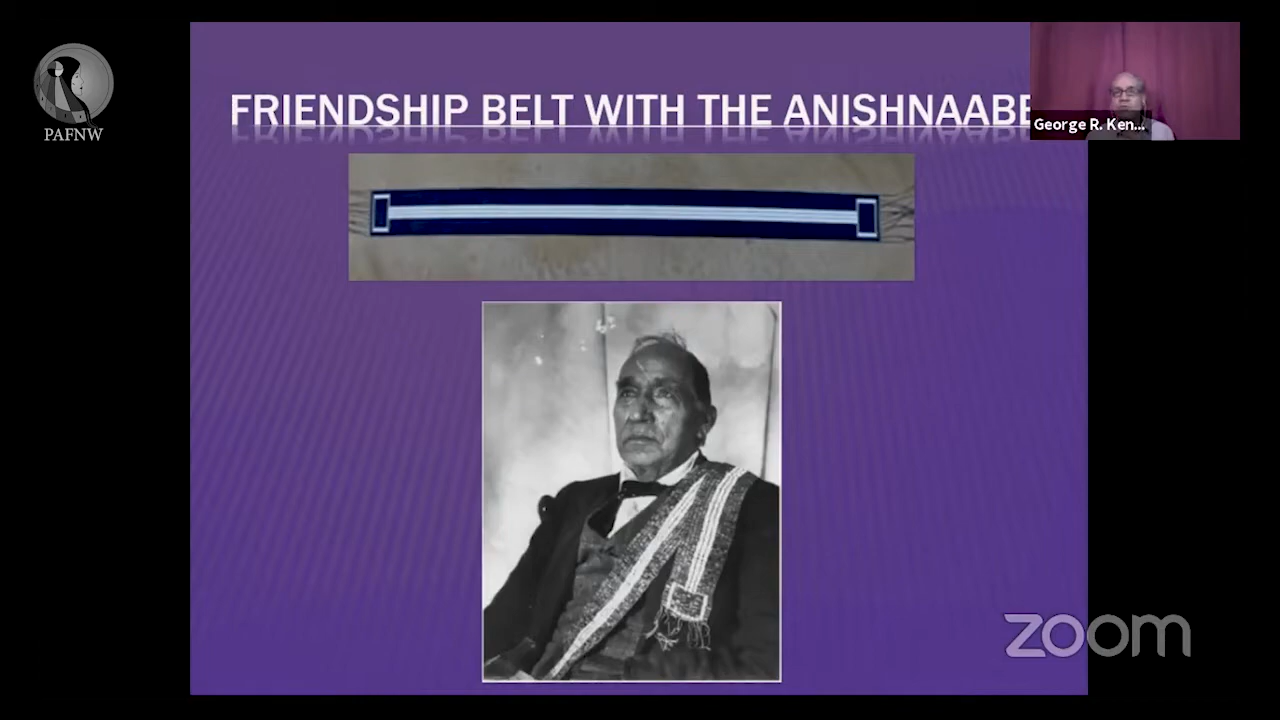 PAFNW
FRIENDSHIP BELT WITH THE ANISHNAABE
George R. Ken...
zoom